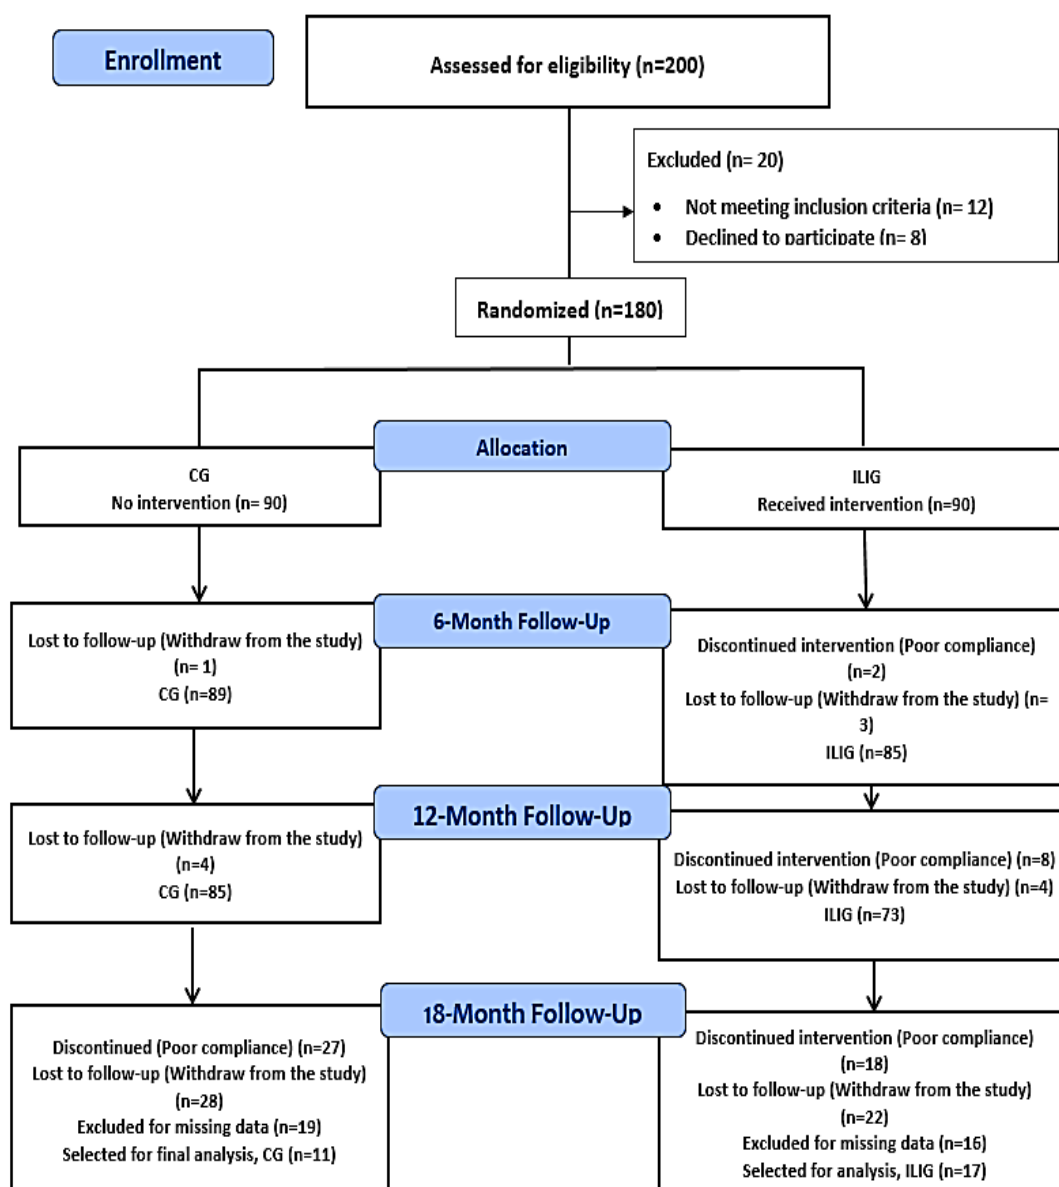 Enrollment
Assessed for eligibility (n=200)
Excluded (n= 20)
• Not meeting inclusion criteria (n= 12)
• Declined to participate (n= 8)
Randomized (n=180)
Allocation
CG
No intervention (n= 90)
ILIG
Received intervention (n=90)
6-Month Follow-Up
Lost to follow-up (Withdraw from the study)
(n= 1)
CG (n=89)
Discontinued intervention (Poor compliance)
(n=2)
Lost to follow-up (Withdraw from the study) (n=
3)
ILIG (n=85)
12-Month Follow-Up
Lost to follow-up (Withdraw from the study)
(n=4)
CG (n=85)
Discontinued intervention (Poor compliance) (n=8)
Lost to follow-up (Withdraw from the study) (n=4)
ILIG (n=73)
18-Month Follow-Up
Discontinued (Poor compliance) (n=27)
Lost to follow-up (Withdraw from the study)
(n=28)
Excluded for missing data (n=19)
Selected for final analysis, CG (n=11)
Discontinued intervention (Poor compliance)
(n=18)
Lost to follow-up (Withdraw from the study)
(n=22)
Excluded for missing data (n=16)
Selected for analysis, ILIG (n=17)